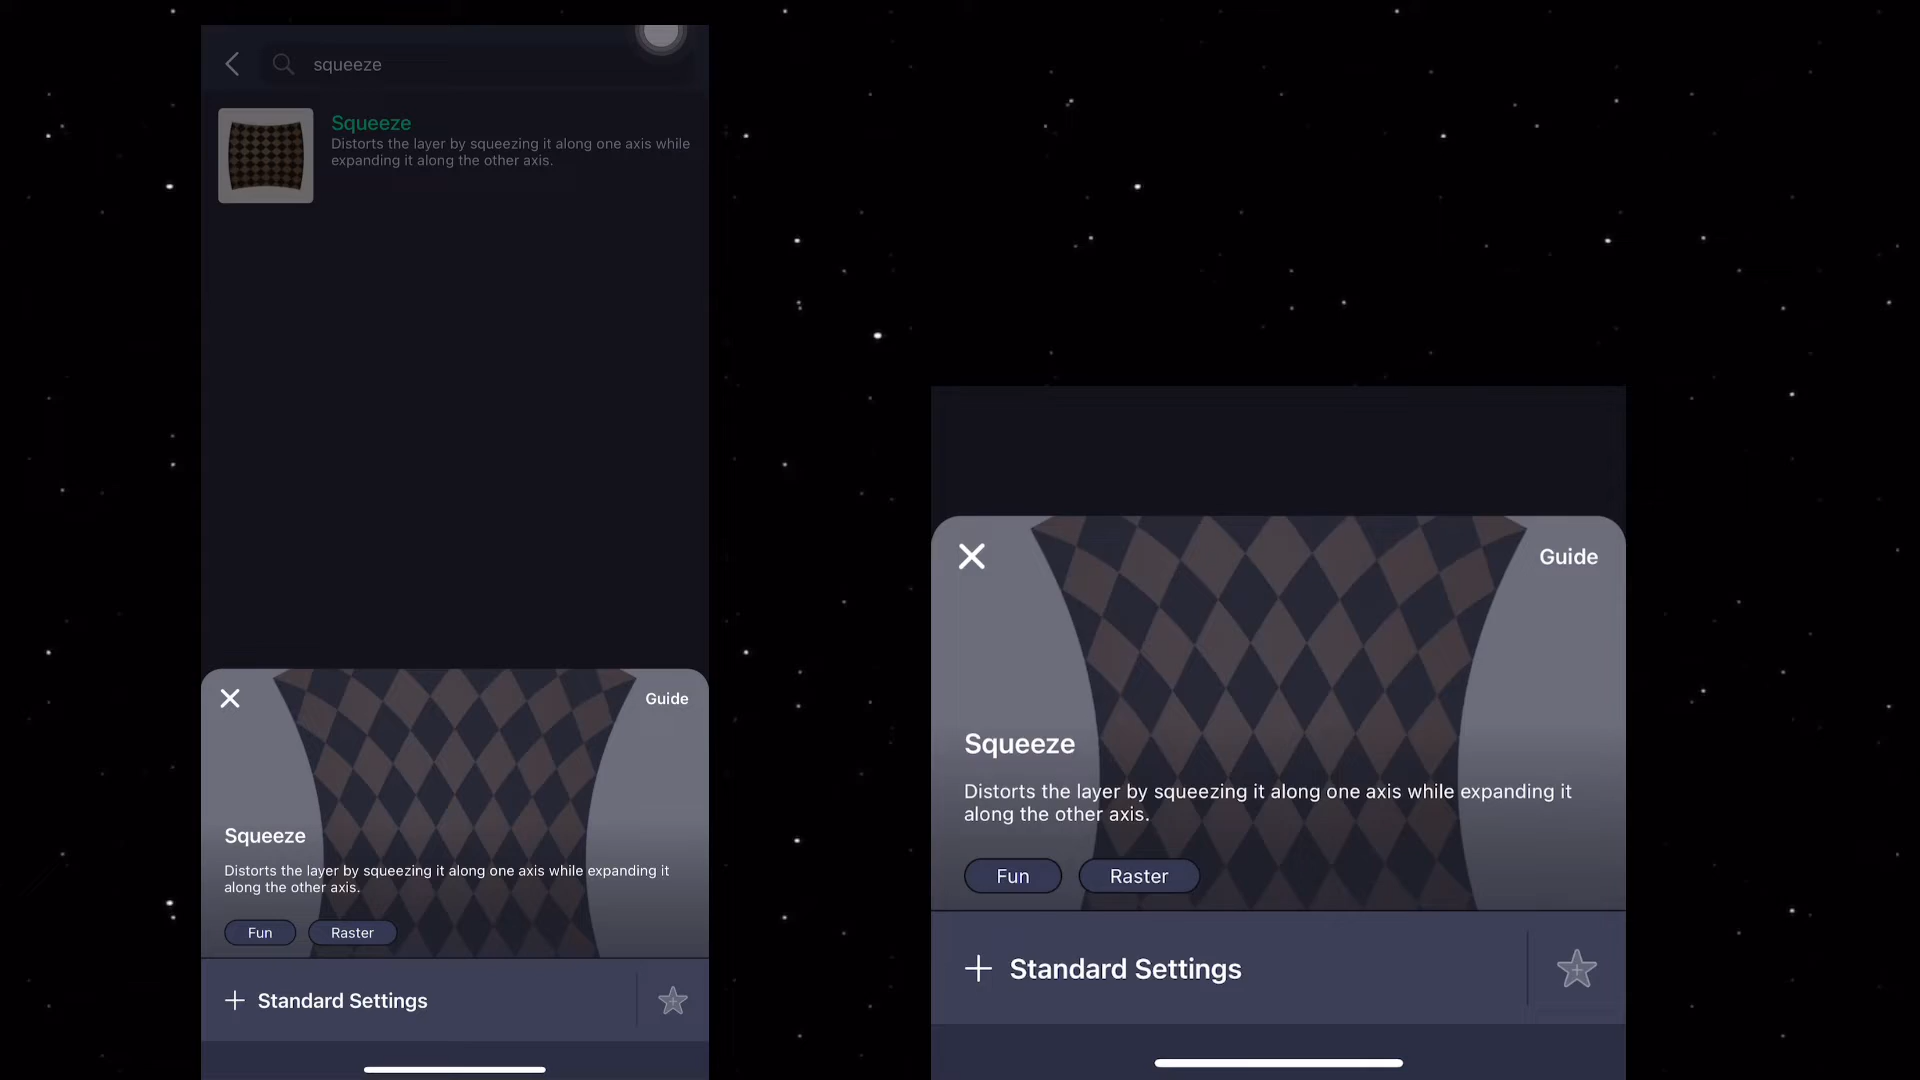 squeeze
Squeeze
Distorts the layer by squeezing it along one axis while
expanding it along the other axis.
Guide
Squeeze
Distorts the layer by squeezing it along one axis while expanding it
along the other axis.
Fun
Raster
Standard Settings
Guide
Squeeze
Distorts the layer by squeezing it along one axis while expanding it
along the other axis.
Fun
Raster
Standard Settings